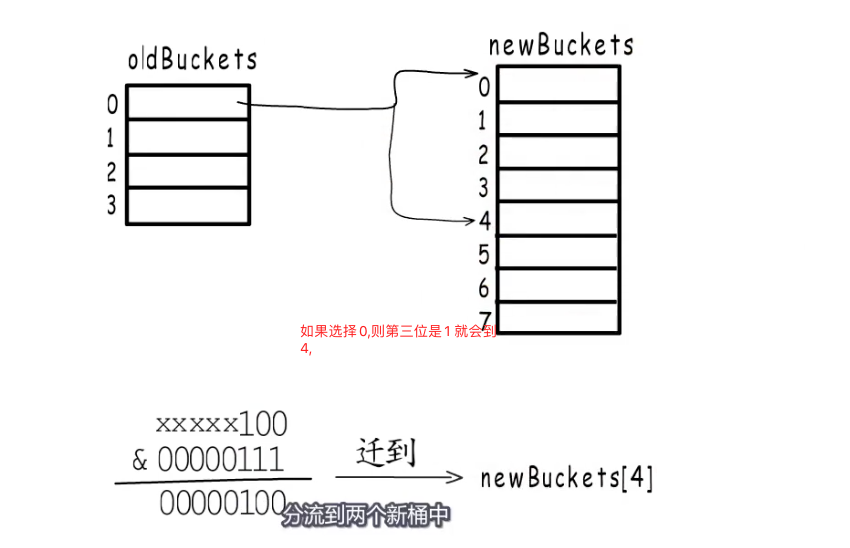 oldBuckets
newBuckets
0
1
2
3
0
1
2
3
4
5
6
7
如果选择0,则第三位是1就会到
4,
xxxxx100
& 00000111
迁到
newBuckets[4]
00000100
分流到两个新桶中